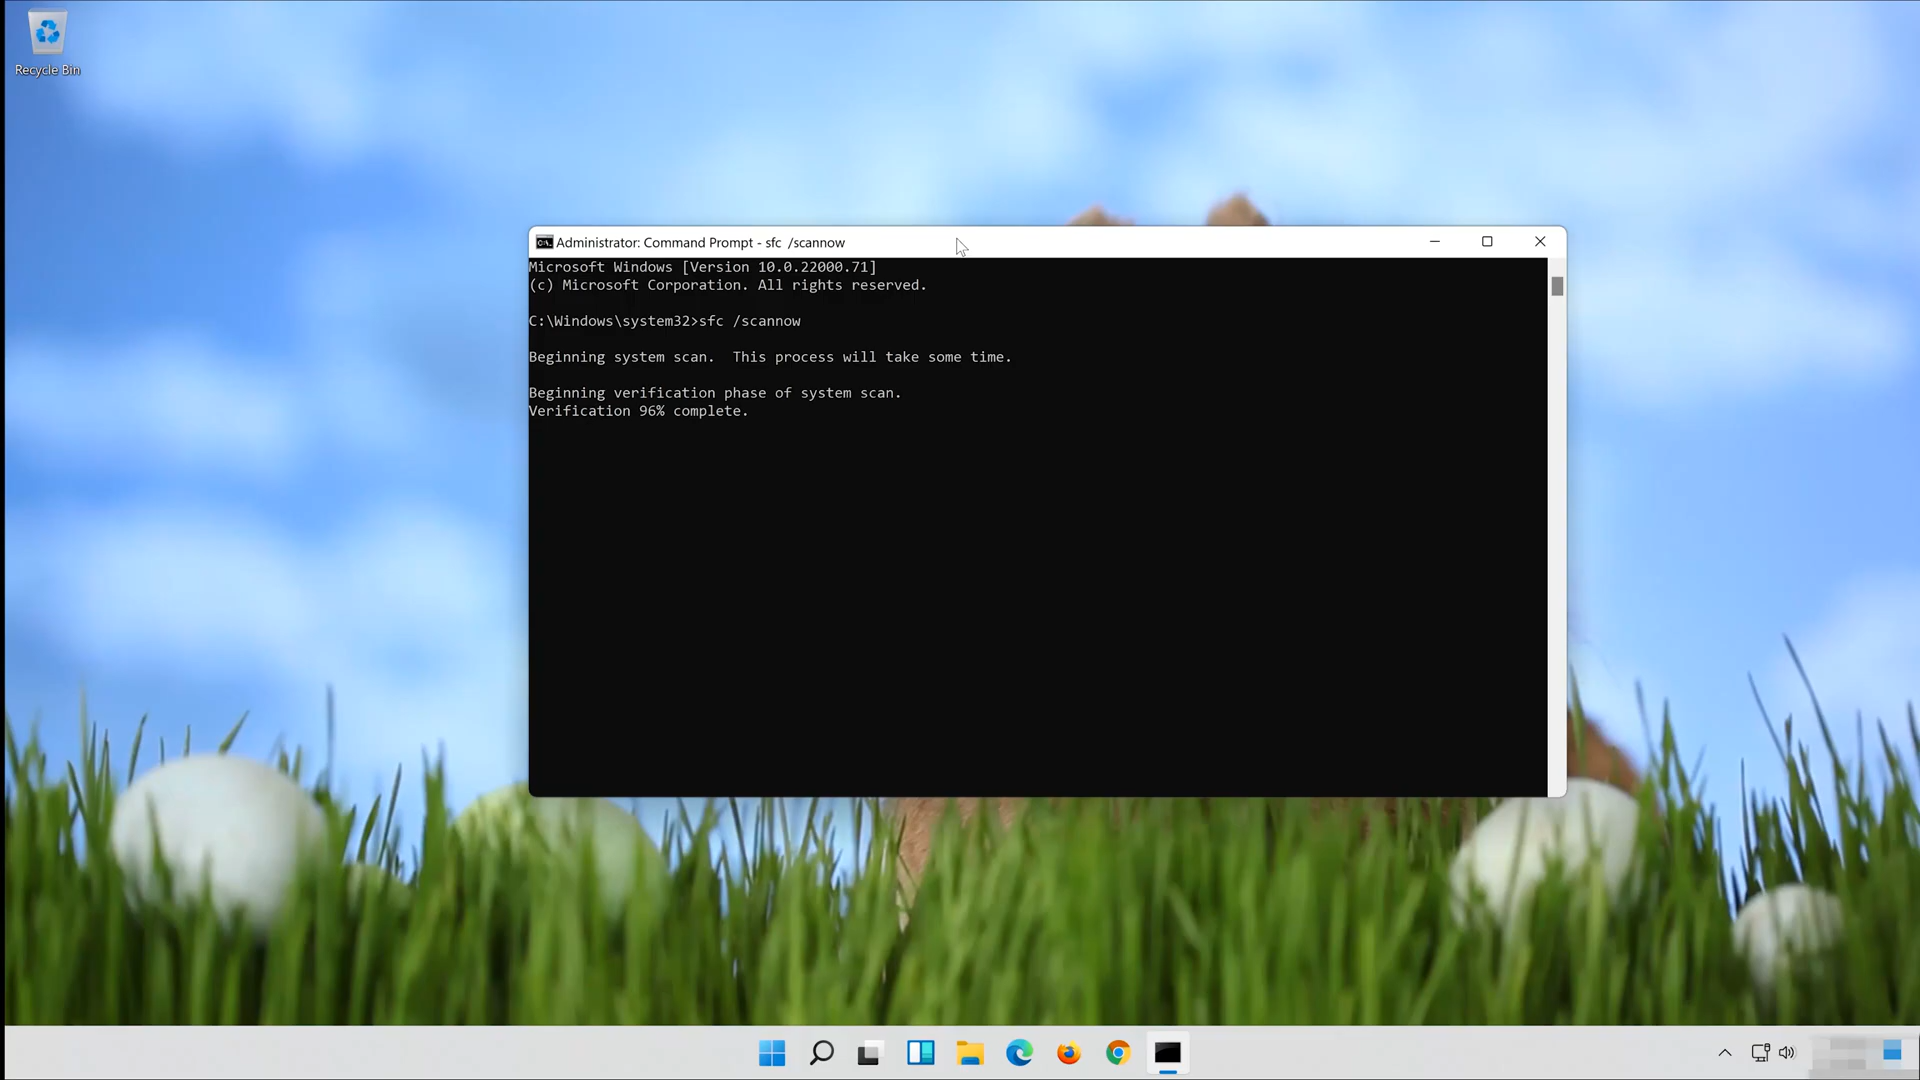 Recycle Bin
Administrator: Command Prompt - sfc  /scannow
Microsoft Windows [Version 10.0.22000.71]
(c) Microsoft Corporation. All rights reserved.
C:\Windows\system32>sfc /scannow
Beginning system scan.  This process will take some time.
Beginning verification phase of system scan.
Verification 96% complete.